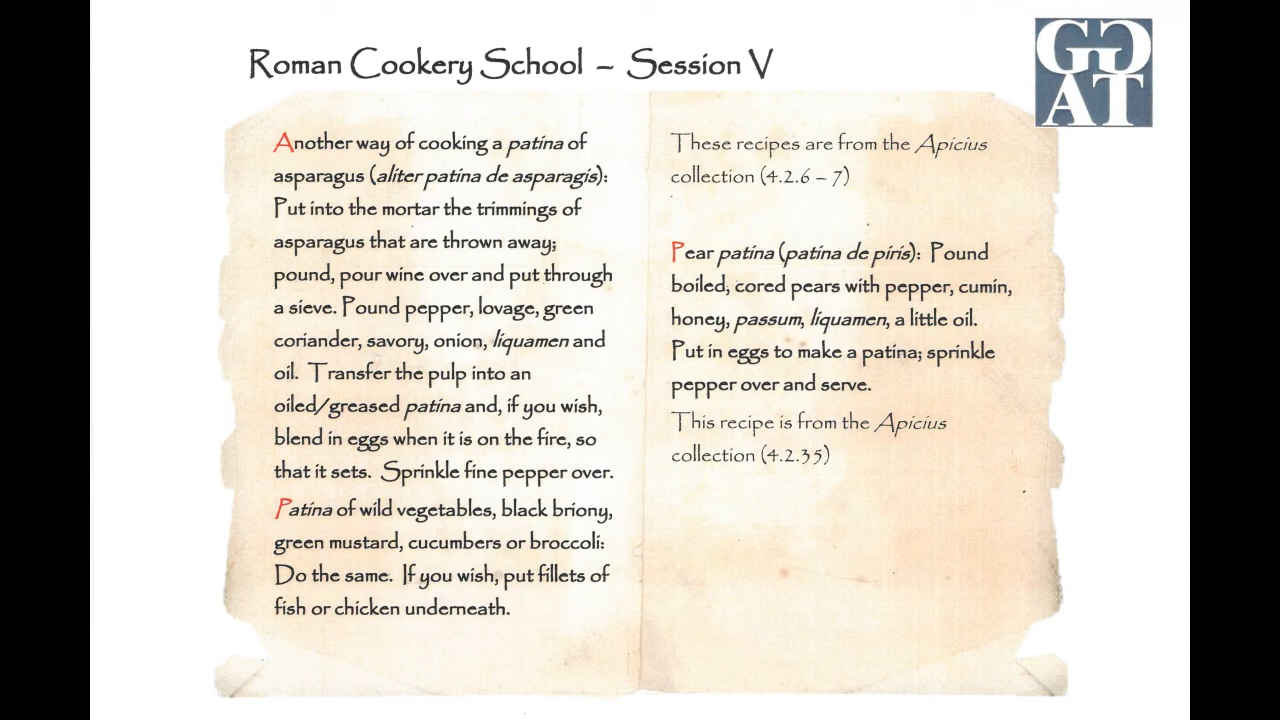 Roman Cookery School – Session V
GG
AT
Another way of cooking a patina of
asparagus (aliter patina de asparagis):
Put into the mortar the trimmings of
asparagus that are thrown away;
pound, pour wine over and put through
a sieve. Pound pepper, lovage, green
coriander, savory, onion, liquamen and
oil. Transfer the pulp into an
oiled/greased patina and, if you wish,
blend in eggs when it is on the fire, so
that it sets. Sprinkle fine pepper over.
Patina of wild vegetables, black briony,
green mustard, cucumbers or broccoli:
Do the same. If you wish, put fillets of
fish or chicken underneath.
These recipes are from the Apicius
collection (4.2.6 – 7)
Pear patina (patina de piris): Pound
boiled, cored pears with pepper, cumin,
honey, passum, liquamen, a little oil.
Put in eggs to make a patina; sprinkle
pepper over and serve.
This recipe is from the Apicius
collection (4.2.35)